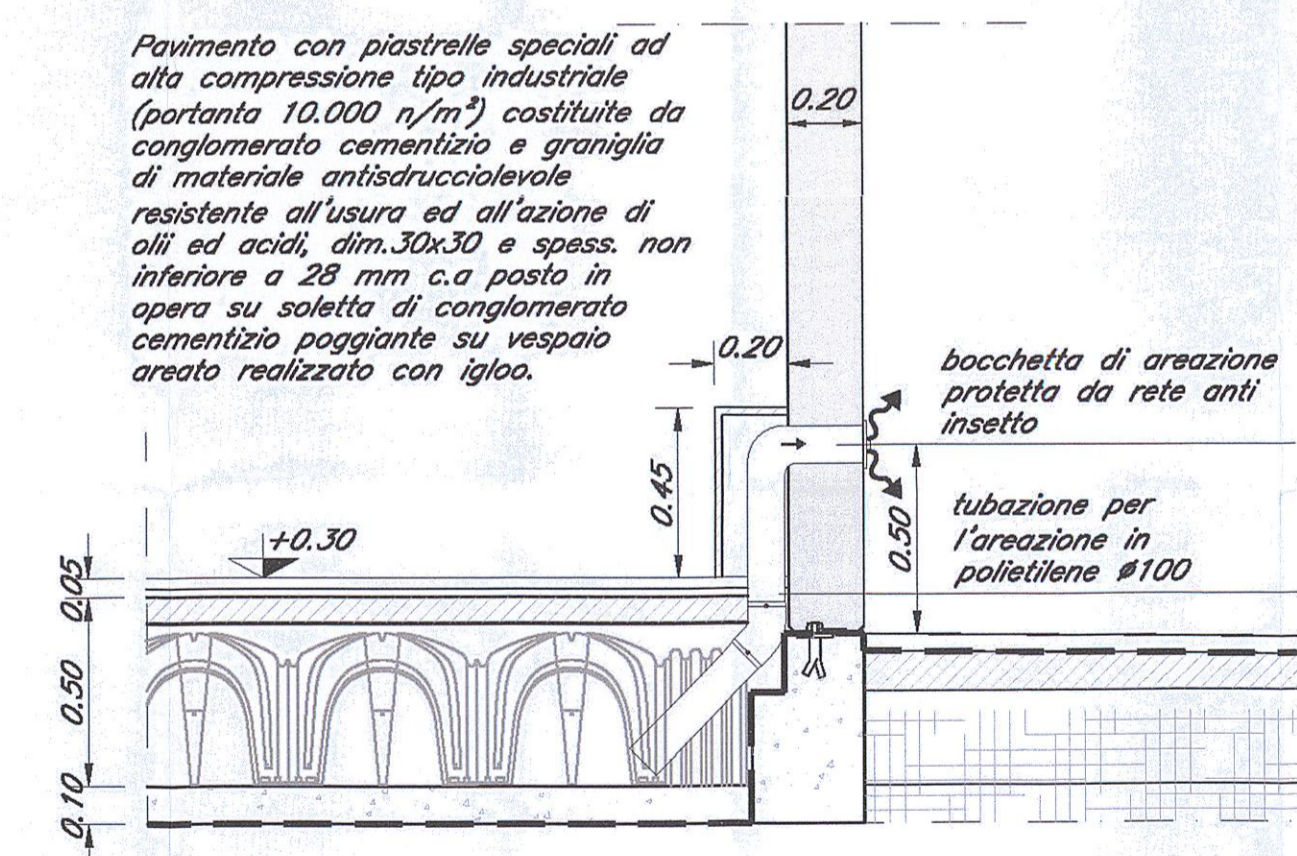 Pavimento con piastrelle speciali ad
alta compressione tipo industriale
(portanta 10.000 n/m²) costituite da
conglomerato cementizio e graniglia
di materiale antisdrucciolevole
resistente all'usura ed all'azione di
olii ed acidi, dim.30x30 e spess. non
inferiore a 28 mm c.a posto in
opera su soletta di conglomerato
cementizio poggiante su vespaio
areato realizzato con igloo.
0.20
0.20
bocchetta di areazione
protetta da rete anti
insetto
0.45
0.50
tubazione per
l'areazione in
polietilene ø100
+0.30
0.05
0.50
0.10